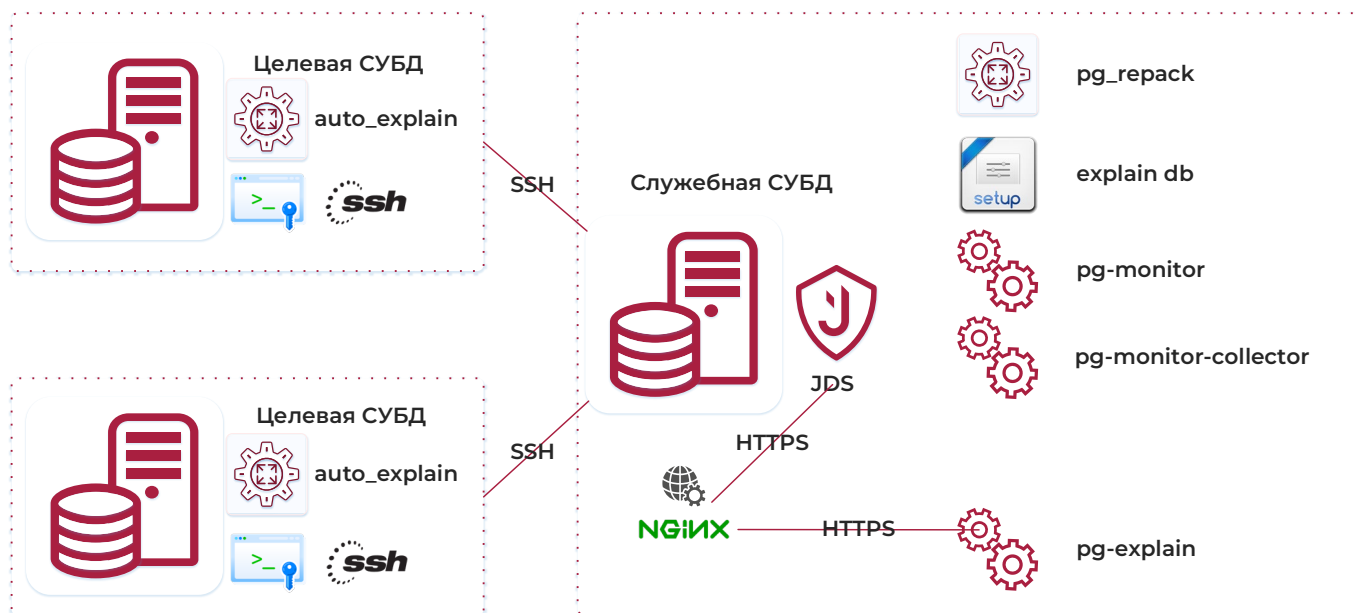 Целевая СУБД
auto_explain
>_
ssh
SSH
Целевая СУБД
auto_explain
>_
ssh
SSH
Служебная СУБД
J
JDS
HTTPS
NGiNX
HTTPS
pg_repack
setup
explain db
pg-monitor
pg-monitor-collector
pg-explain